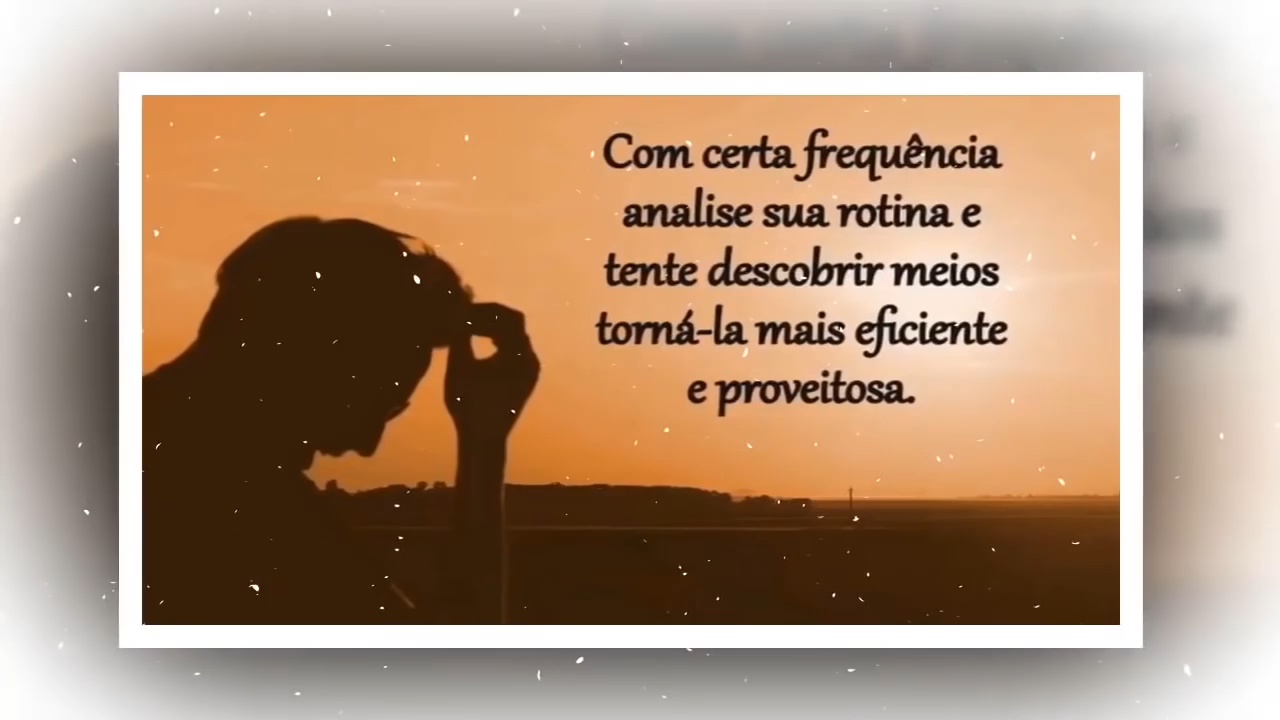 Com certa frequência
analise sua rotina e
tente descobrir meios
torná-la mais eficiente
e proveitosa.